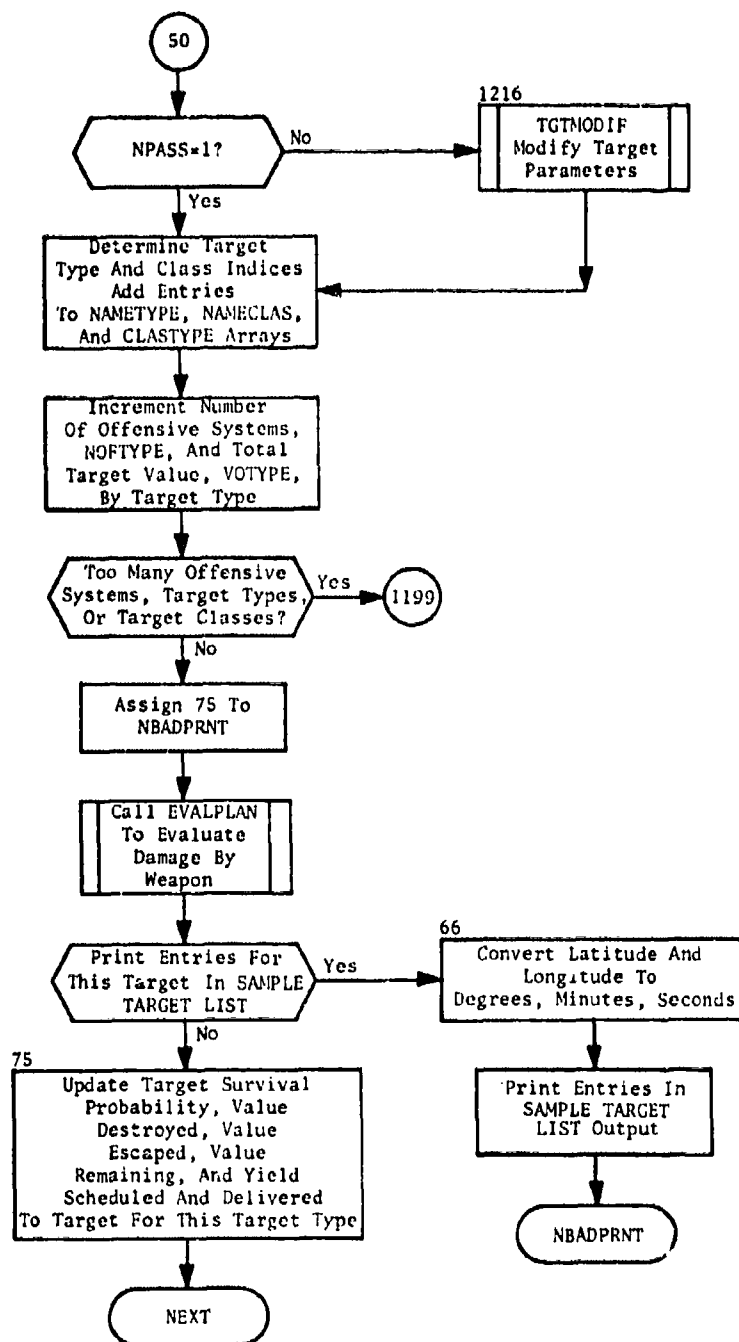 50
NPASS=1?
No
Yes
1216
TGTMODIF
Modify Target
Parameters
Determine Target
Type And Class Indices
Add Entries
To NAMETYPE, NAMECLAS,
And CLASTYPE Arrays
Increment Number
Of Offensive Systems,
NOFTYPE, And Total
Target Value, VOTYPE,
By Target Type
Too Many Offensive
Systems, Target Types,
Or Target Classes?
Yes
1199
No
Assign 75 To
NBADPRNT
Call EVALPLAN
To Evaluate
Damage By
Weapon
Print Entries For
This Target In SAMPLE
TARGET LIST
Yes
No
66
Convert Latitude And
Longitude To
Degrees, Minutes, Seconds
Print Entries In
SAMPLE TARGET
LIST Output
NBADPRNT
75
Update Target Survival
Probability, Value
Destroyed, Value
Escaped, Value
Remaining, And Yield
Scheduled And Delivered
To Target For This Target Type
NEXT